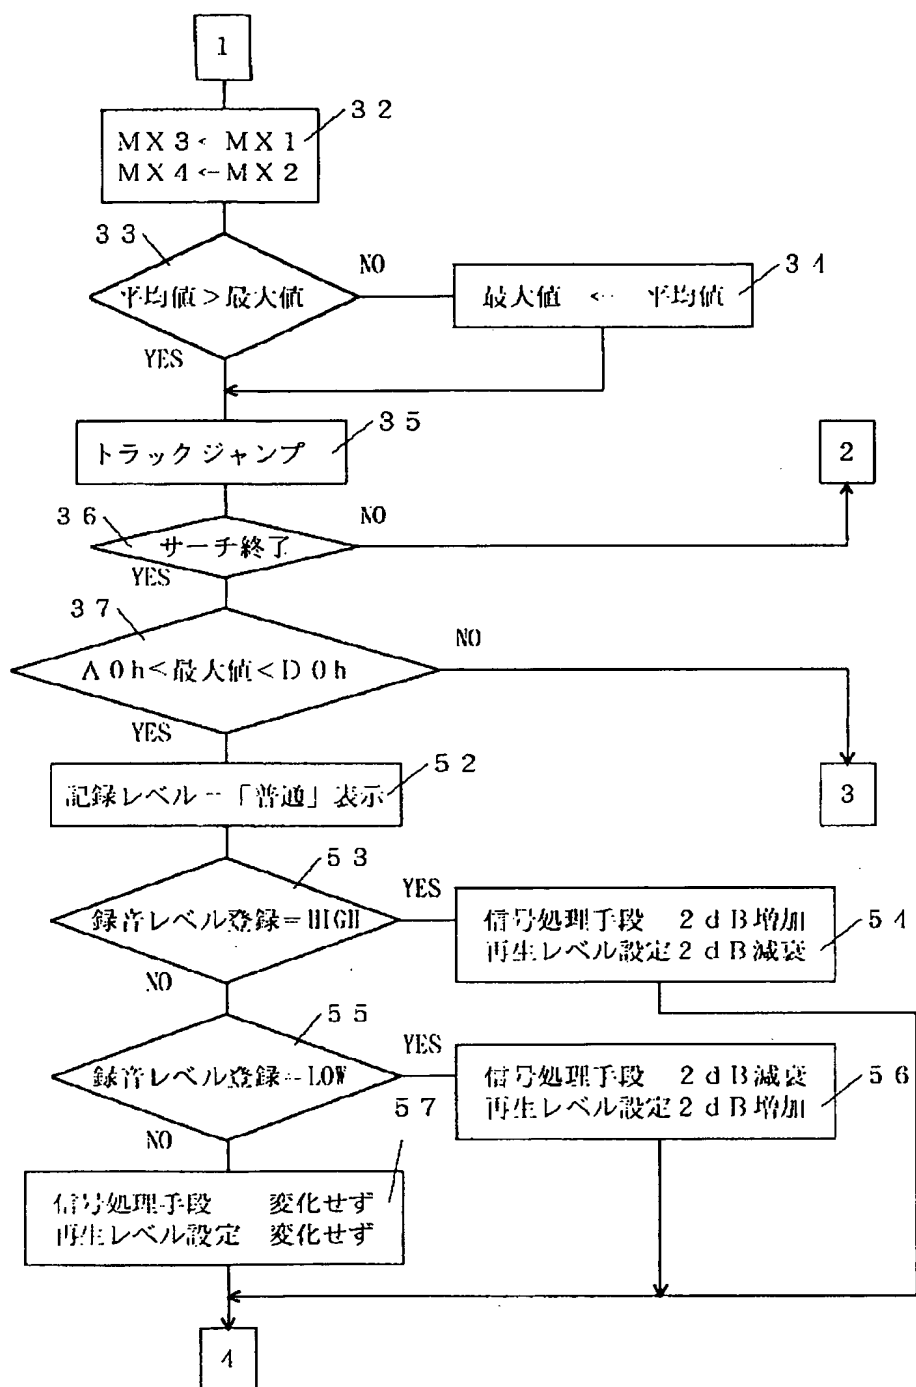 1
32
MX3←MX1
MX4←MX2
33
平均値>最大値
NO
34
最大値 ← 平均値
YES
35
トラックジャンプ
2
36
サーチ終了
NO
YES
37
A0h<最大値<D0h
NO
YES
52
記録レベル=「普通」表示
3
53
録音レベル登録=HIGH
YES
信号処理手段 2dB増加
再生レベル設定2dB減衰
54
NO
55
録音レベル登録=LOW
YES
信号処理手段 2dB減衰
再生レベル設定2dB増加
56
57
NO
信号処理手段 変化せず
再生レベル設定 変化せず
4